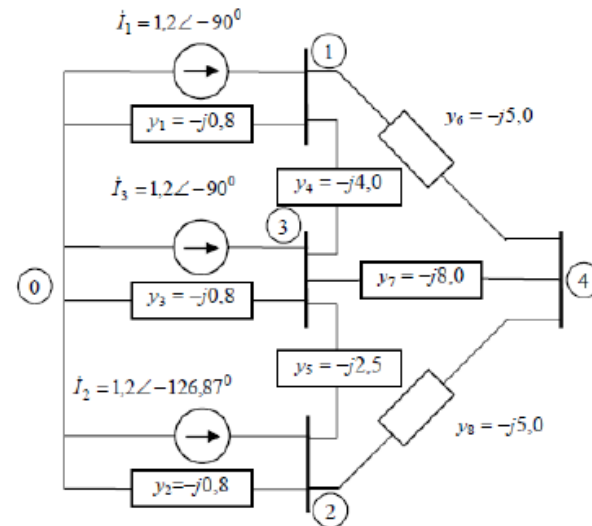 İ₁ = 1,2∠−90⁰
1
y₁ = −j0,8
y₆ = −j5,0
y₄ = −j4,0
İ₃ = 1,2∠−90⁰
3
0
y₃ = −j0,8
y₇ = −j8,0
4
y₅ = −j2,5
İ₂ = 1,2∠−126,87⁰
y₈ = −j5,0
y₂=−j0,8
2